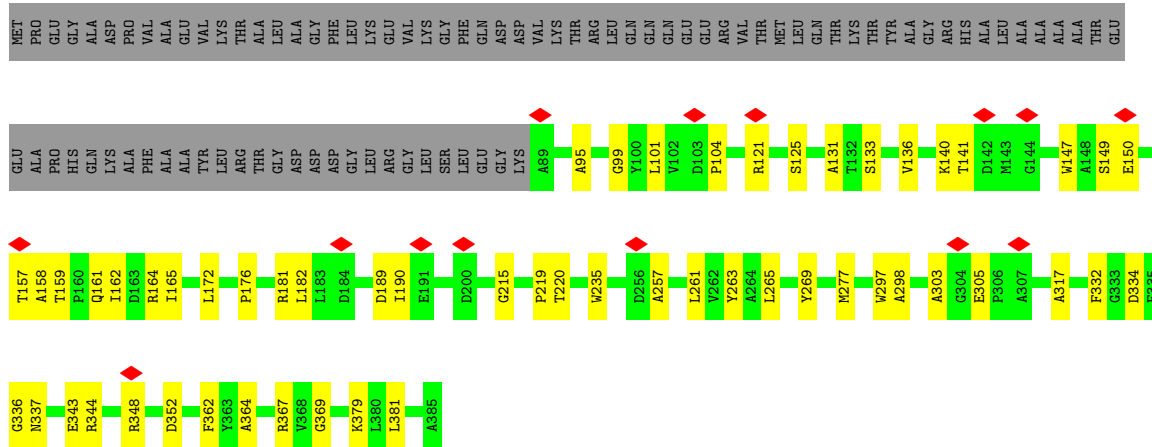 MET PRO GLU GLY ALA ASP PRO VAL ALA GLU VAL LYS THR ALA LEU ALA GLY PHE LEU LYS GLU VAL LYS GLY PHE GLN ASP ASP VAL LYS THR ARG LEU GLN GLN GLN GLU GLU ARG VAL THR MET LEU GLN THR LYS THR THR TYR ALA GLY ARG HIS ALA LEU ALA ALA ALA ALA THR GLU
GLU ALA PRO HIS GLN LYS ALA PHE ALA ALA TYR LEU ARG THR GLY ASP ASP ASP GLY LEU ARG GLY LEU SER LEU GLU GLY LYS A89 A95 G99 Y100 L101 V102 D103 P104 R121 S125 A131 T132 S133 V136 K140 T141 D142 M143 G144 W147 A148 S149 E150
T157 A158 T159 P160 Q161 I162 D163 R164 I165 L172 P176 R181 L182 L183 D184 D189 I190 E191 D200 G215 P219 T220 W235 D256 A257 L261 V262 Y263 A264 L265 Y269 M277 W297 A298 A303 G304 E305 P306 A307 A317 F332 G333 D334
G336 N337 E343 R344 R348 D352 F362 Y363 A364 R367 V368 G369 K379 L380 L381 A385